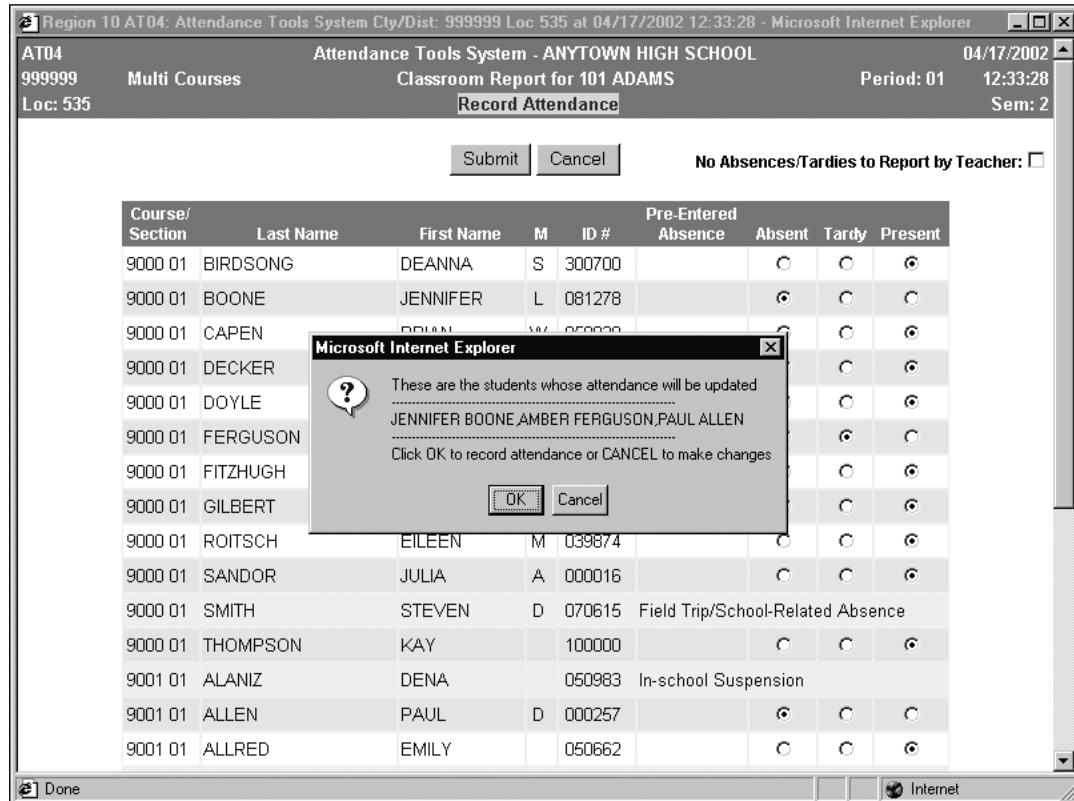 Region 10 AT04: Attendance Tools System Cty/Dist: 999999 Loc 535 at 04/17/2002 12:33:28 - Microsoft Internet Explorer
AT04 Attendance Tools System - ANYTOWN HIGH SCHOOL 04/17/2002
999999 Multi Courses Classroom Report for 101 ADAMS Period: 01 12:33:28
Loc: 535 Record Attendance Sem: 2
Submit Cancel No Absences/Tardies to Report by Teacher:
Course/ Pre-Entered
Section Last Name First Name M ID # Absence Absent Tardy Present
9000 01 BIRDSONG DEANNA S 300700
9000 01 BOONE JENNIFER L 081278
9000 01 CAPEN
9000 01 DECKER
9000 01 DOYLE
9000 01 FERGUSON
9000 01 FITZHUGH
9000 01 GILBERT
Microsoft Internet Explorer
These are the students whose attendance will be updated
JENNIFER BOONE,AMBER FERGUSON,PAUL ALLEN
Click OK to record attendance or CANCEL to make changes
OK Cancel
9000 01 ROITSCH EILEEN M 039874
9000 01 SANDOR JULIA A 000016
9000 01 SMITH STEVEN D 070615 Field Trip/School-Related Absence
9000 01 THOMPSON KAY 100000
9001 01 ALANIZ DENA 050983 In-school Suspension
9001 01 ALLEN PAUL D 000257
9001 01 ALLRED EMILY 050662
Done Internet